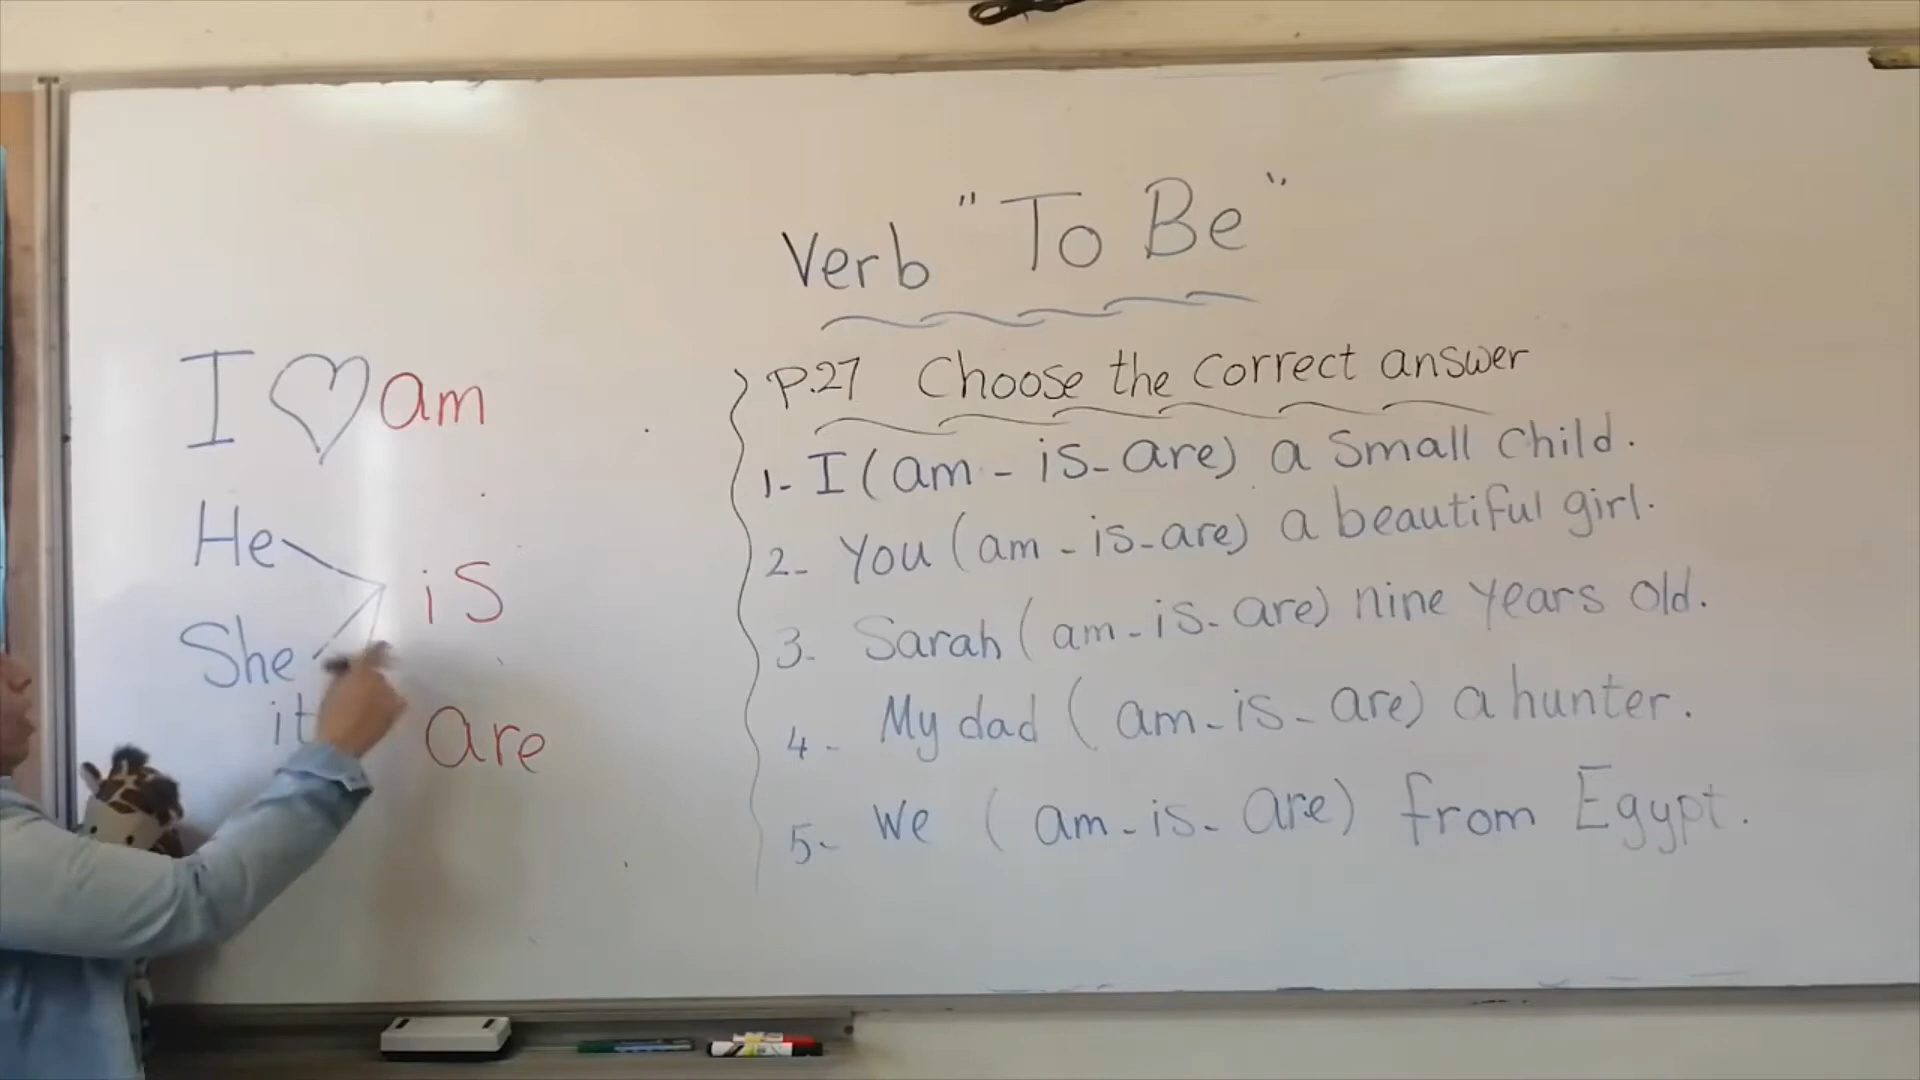 Verb "To Be"
I ♡ am
He
is
She
it
are
P.27 Choose the correct answer
1- I (am - is - are) a small child.
2- You (am - is - are) a beautiful girl.
3- Sarah (am - is - are) nine years old.
4- My dad (am - is - are) a hunter.
5- We (am - is - are) from Egypt.